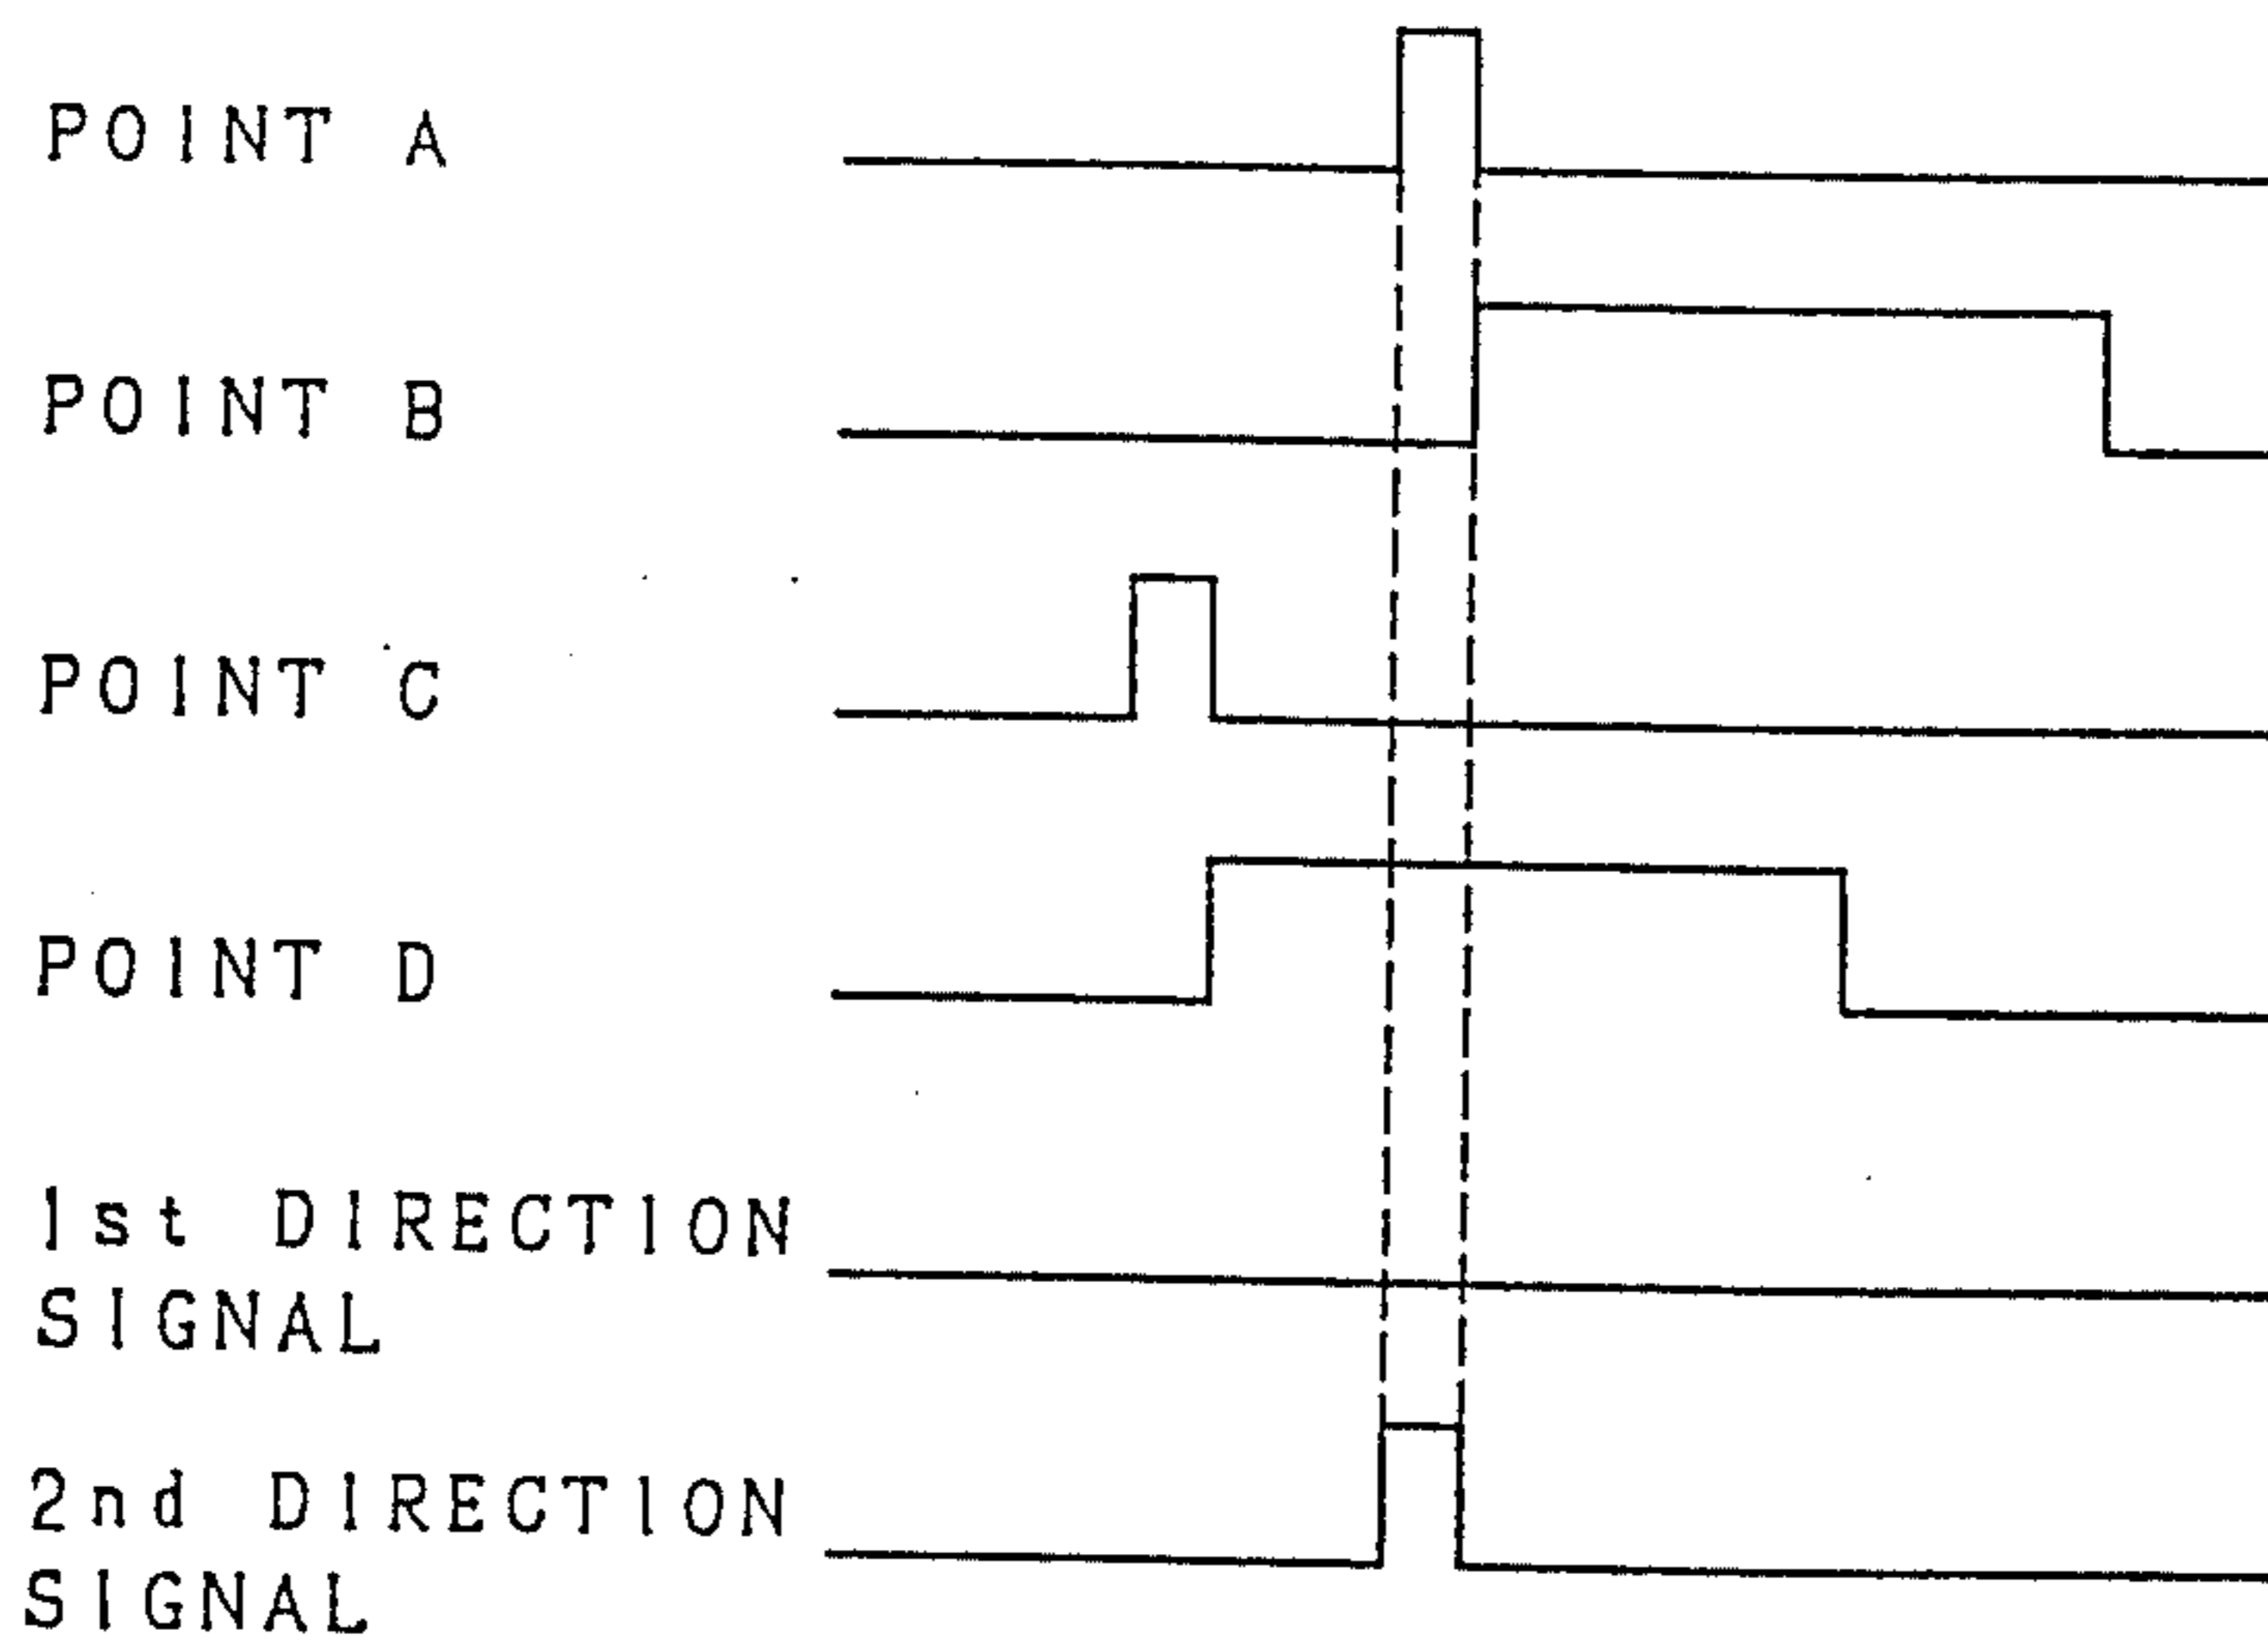 POINT A
POINT B
POINT C
POINT D
1st DIRECTION
SIGNAL
2nd DIRECTION
SIGNAL